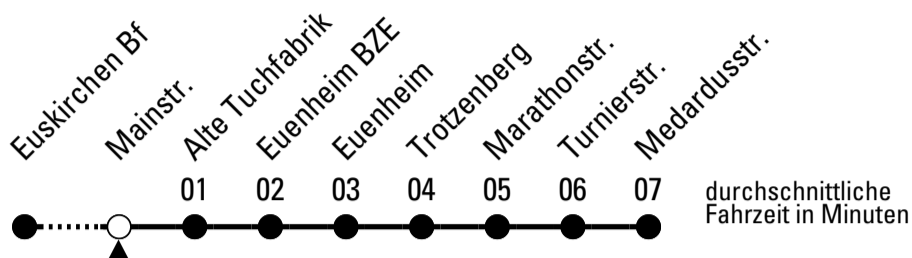 Euskirchen Bf
Mainstr.
Alte Tuchfabrik
Euenheim BZE
Euenheim
Trotzenberg
Marathonstr.
Turnierstr.
Medardusstr.
01 02 03 04 05 06 07
durchschnittliche
Fahrzeit in Minuten